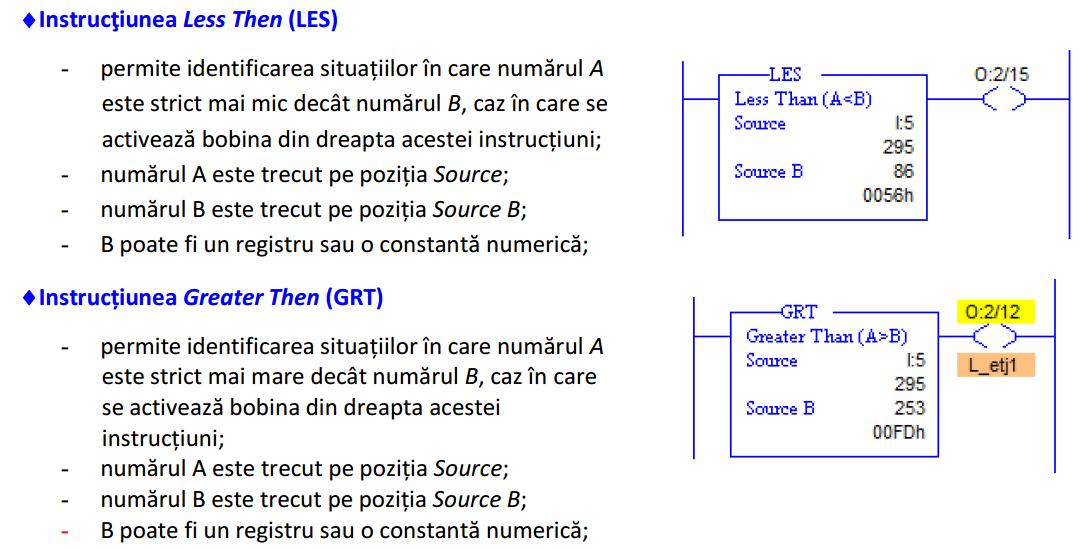 ♦Instrucţiunea Less Then (LES)
- permite identificarea situațiilor în care numărul A
este strict mai mic decât numărul B, caz în care se
activează bobina din dreapta acestei instrucțiuni;
- numărul A este trecut pe poziția Source;
- numărul B este trecut pe poziția Source B;
- B poate fi un registru sau o constantă numerică;
LES
Less Than (A<B)
Source I:5
295
Source B 86
0056h
O:2/15
♦Instrucțiunea Greater Then (GRT)
- permite identificarea situațiilor în care numărul A
este strict mai mare decât numărul B, caz în care
se activează bobina din dreapta acestei
instrucțiuni;
- numărul A este trecut pe poziția Source;
- numărul B este trecut pe poziția Source B;
- B poate fi un registru sau o constantă numerică;
GRT
Greater Than (A>B)
Source I:5
295
Source B 253
00FDh
O:2/12
L_etj1